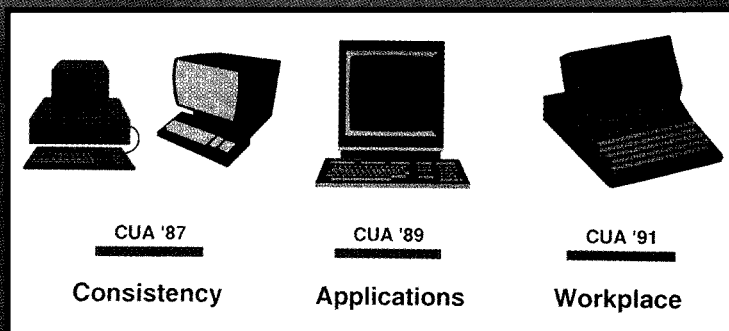 CUA '87
CUA '89
CUA '91
Consistency
Applications
Workplace